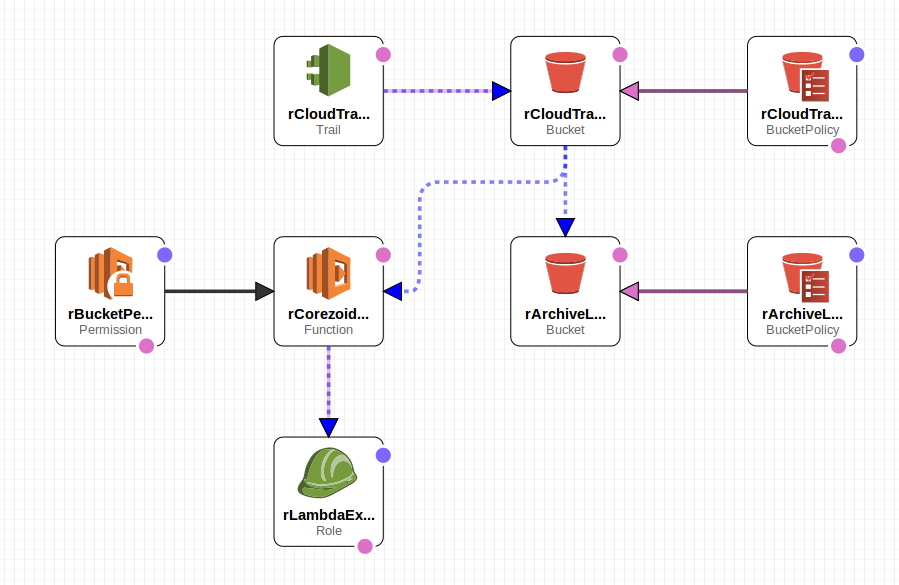 rCloudTra...
Trail
rCloudTra...
Bucket
rCloudTra...
BucketPolicy
rBucketPe...
Permission
rCorezoid...
Function
rArchiveL...
Bucket
rArchiveL...
BucketPolicy
rLambdaEx...
Role